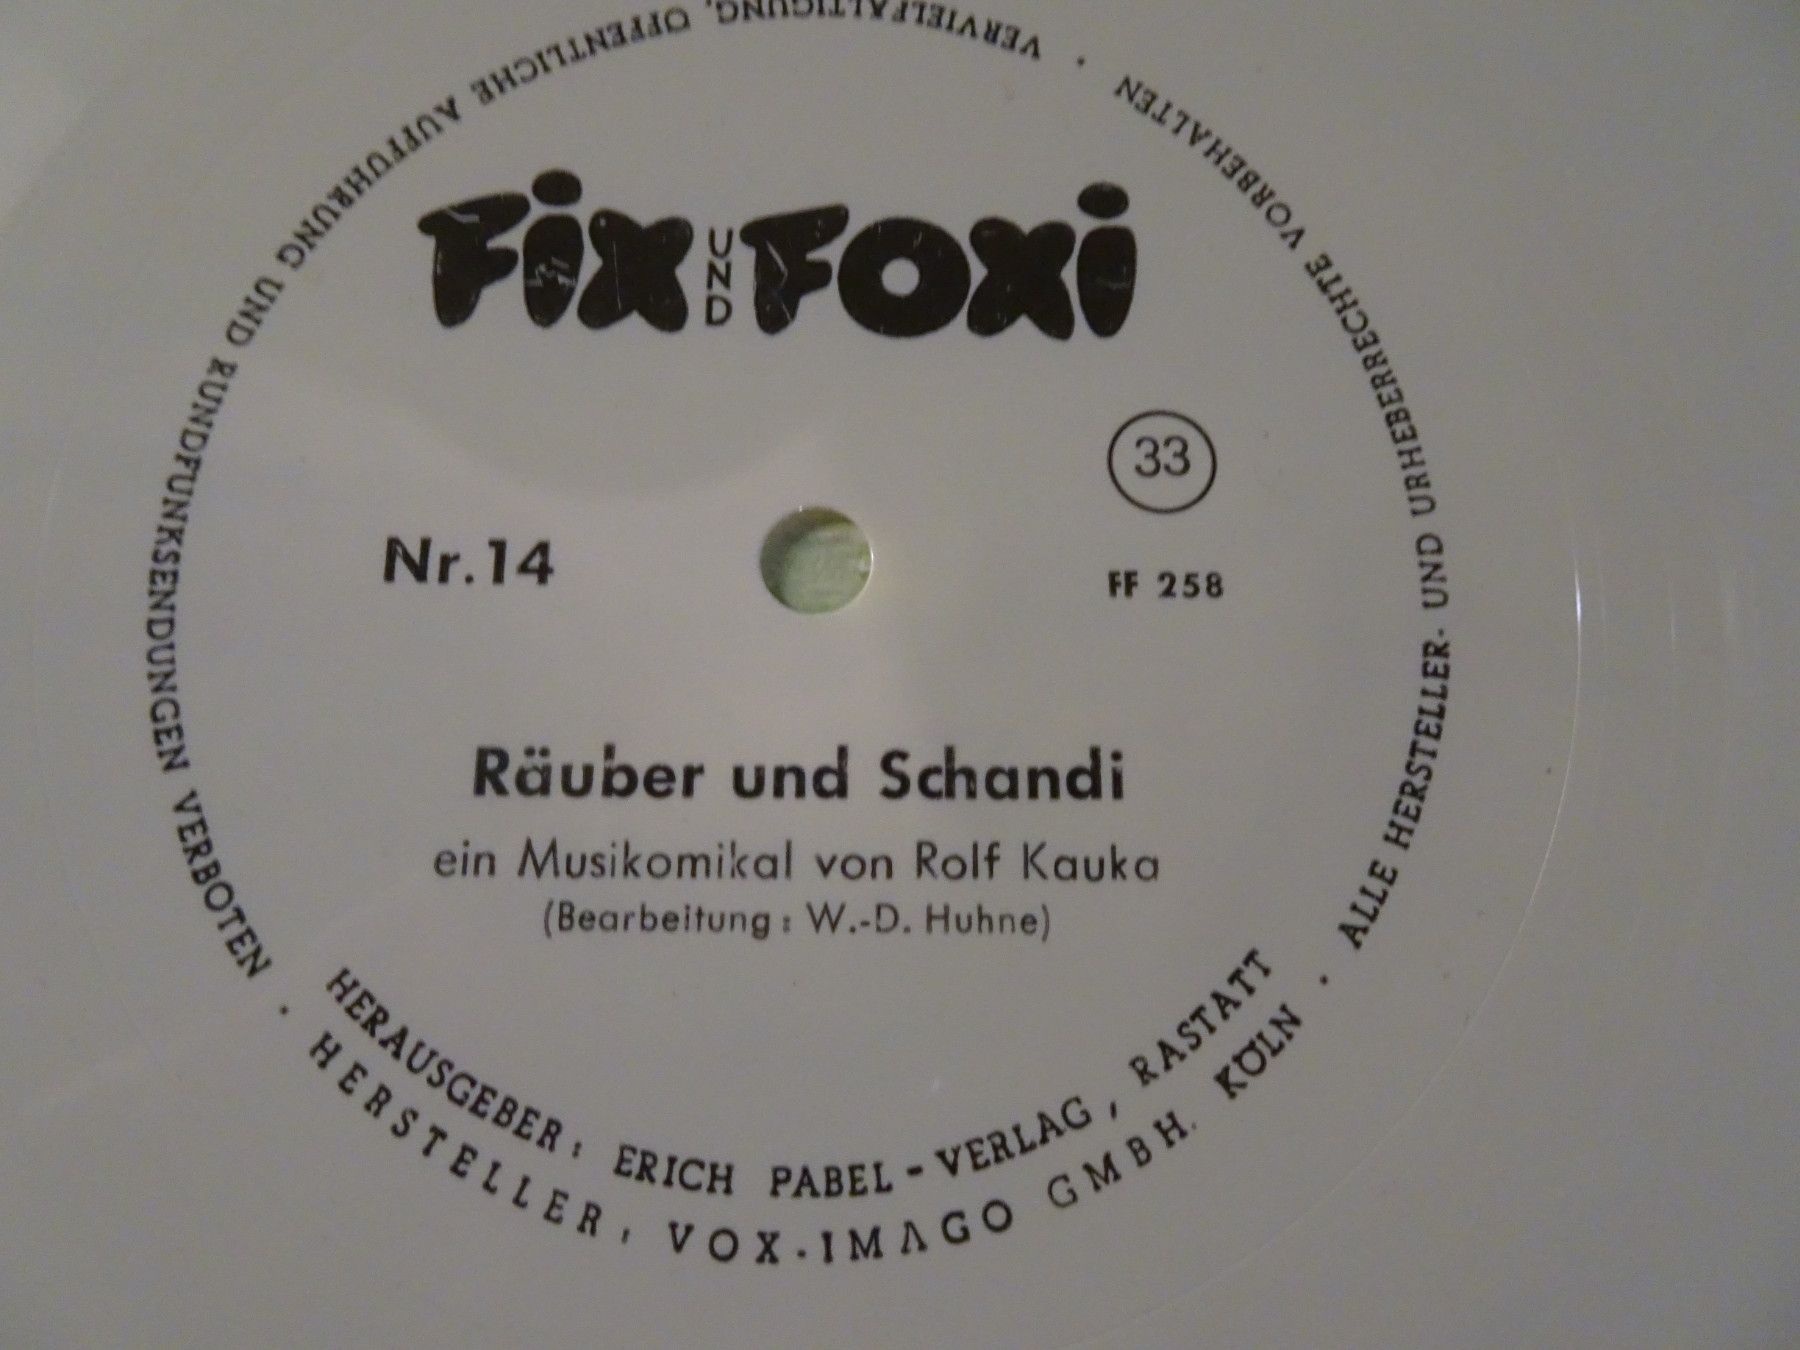 Fix UND Foxi
33
Nr. 14
FF 258
Räuber und Schandi
ein Musikomikal von Rolf Kauka
(Bearbeitung: W.-D. Huhne)
HERAUSGEBER: ERICH PABEL-VERLAG, RASTATT
· HERSTELLER, VOX-IMAGO GMBH. KÖLN ·
ALLE HERSTELLER- UND URHEBERRECHTE VORBEHALTEN · VERVIELFÄLTIGUNG, ÖFFENTLICHE AUFFÜHRUNG UND RUNDFUNKSENDUNGEN VERBOTEN